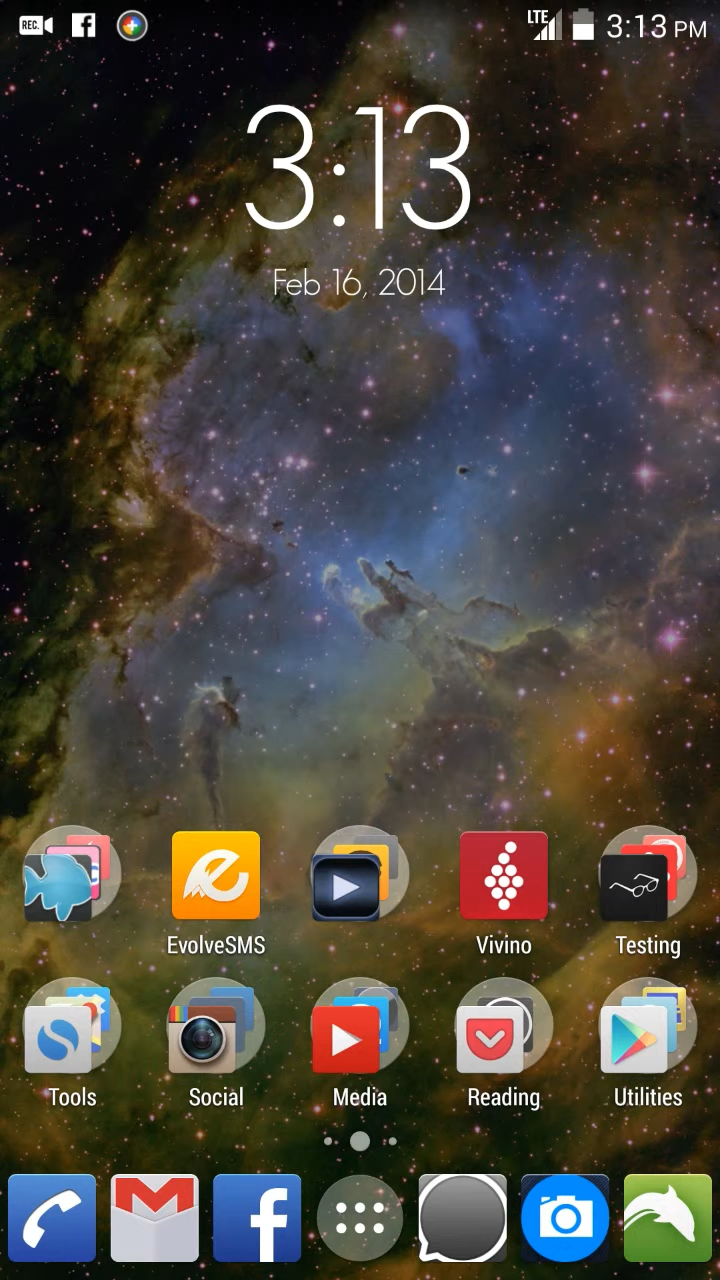 REC.
LTE
3:13 PM
3:13
Feb 16, 2014
EvolveSMS
Vivino
Testing
Tools
Social
Media
Reading
Utilities